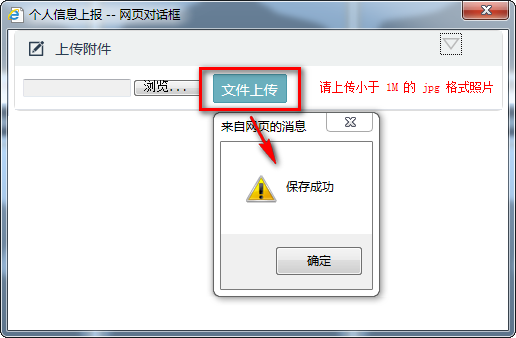 个人信息上报 -- 网页对话框
上传附件
浏览...
文件上传
请上传小于 1M 的 jpg 格式照片
来自网页的消息
保存成功
确定